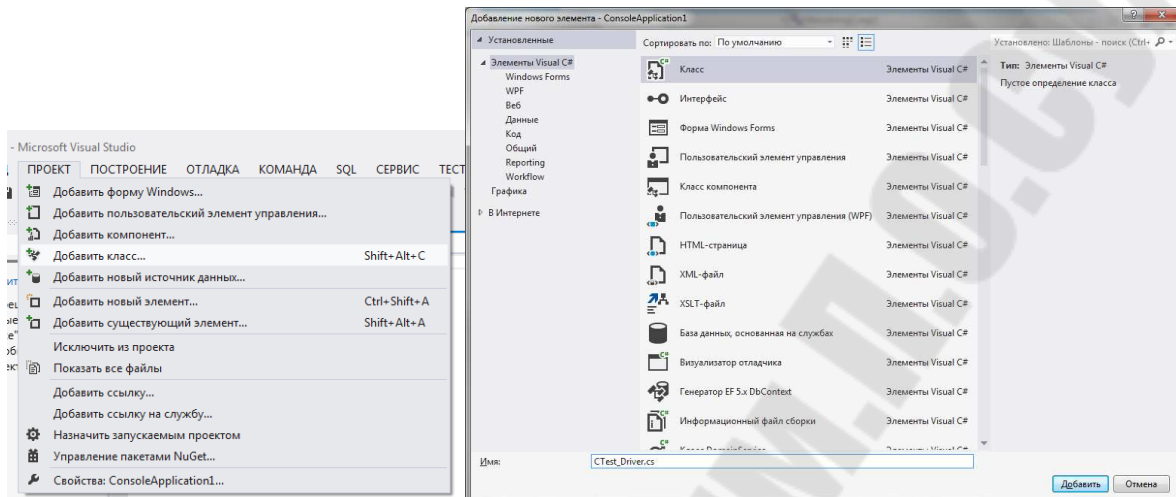 - Microsoft Visual Studio
ПРОЕКТ ПОСТРОЕНИЕ ОТЛАДКА КОМАНДА SQL СЕРВИС ТЕСТ
Добавить форму Windows...
Добавить пользовательский элемент управления...
Добавить компонент...
Добавить класс... Shift+Alt+C
Добавить новый источник данных...
Добавить новый элемент... Ctrl+Shift+A
Добавить существующий элемент... Shift+Alt+A
Исключить из проекта
Показать все файлы
Добавить ссылку...
Добавить ссылку на службу...
Назначить запускаемым проектом
Управление пакетами NuGet...
Свойства: ConsoleApplication1...
Добавление нового элемента - ConsoleApplication1
Установленные
Сортировать по: По умолчанию
Установлено: Шаблоны - поиск (Ctrl+
Элементы Visual C#
Windows Forms
WPF
Веб
Данные
Код
Общий
Reporting
Workflow
Графика
В Интернете
Класс Элементы Visual C#
Интерфейс Элементы Visual C#
Форма Windows Forms Элементы Visual C#
Пользовательский элемент управления Элементы Visual C#
Класс компонента Элементы Visual C#
Пользовательский элемент управления (WPF) Элементы Visual C#
HTML-страница Элементы Visual C#
XML-файл Элементы Visual C#
XSLT-файл Элементы Visual C#
База данных, основанная на службах Элементы Visual C#
Визуализатор отладчика Элементы Visual C#
Генератор EF 5.x DbContext Элементы Visual C#
Информационный файл сборки Элементы Visual C#
Тип: Элементы Visual C#
Пустое определение класса
Имя: CTest_Driver.cs
Добавить Отмена